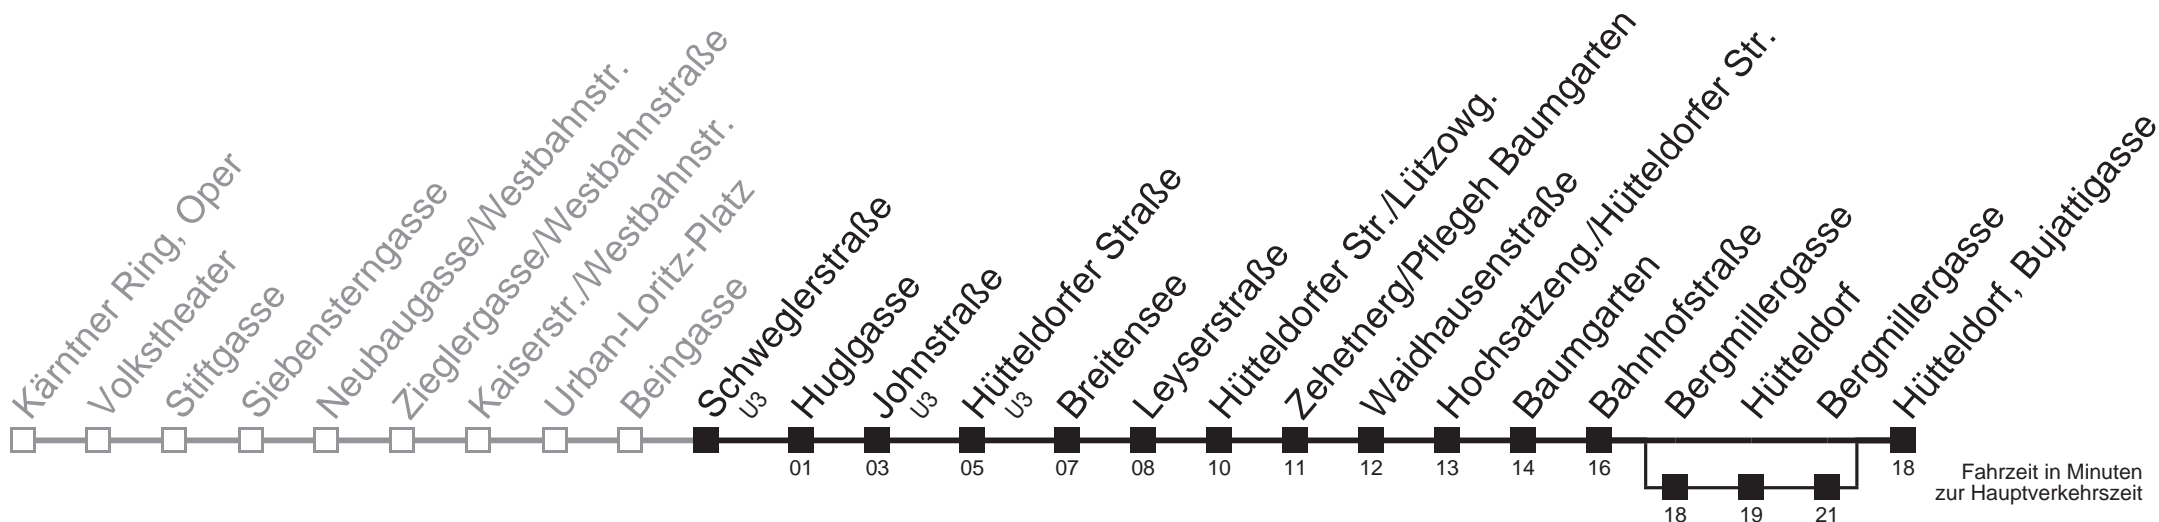 Kärntner Ring, Oper
Volkstheater
Stiftgasse
Siebensterngasse
Neubaugasse/Westbahnstr.
Zieglergasse/Westbahnstraße
Kaiserstr./Westbahnstr.
Urban-Loritz-Platz
Beingasse
Schweglerstraße
U3
Huglgasse
Johnstraße
U3
Hütteldorfer Straße
U3
Breitensee
Leyserstraße
Hütteldorfer Str./Lützowg.
Zehetnerg/Pflegeh Baumgarten
Waidhausenstraße
Hochsatzeng./Hütteldorfer Str.
Baumgarten
Bahnhofstraße
Bergmillergasse
Hütteldorf
Bergmillergasse
Hütteldorf, Bujattigasse
01 03 05 07 08 10 11 12 13 14 16 18
18 19 21
Fahrzeit in Minuten
zur Hauptverkehrszeit